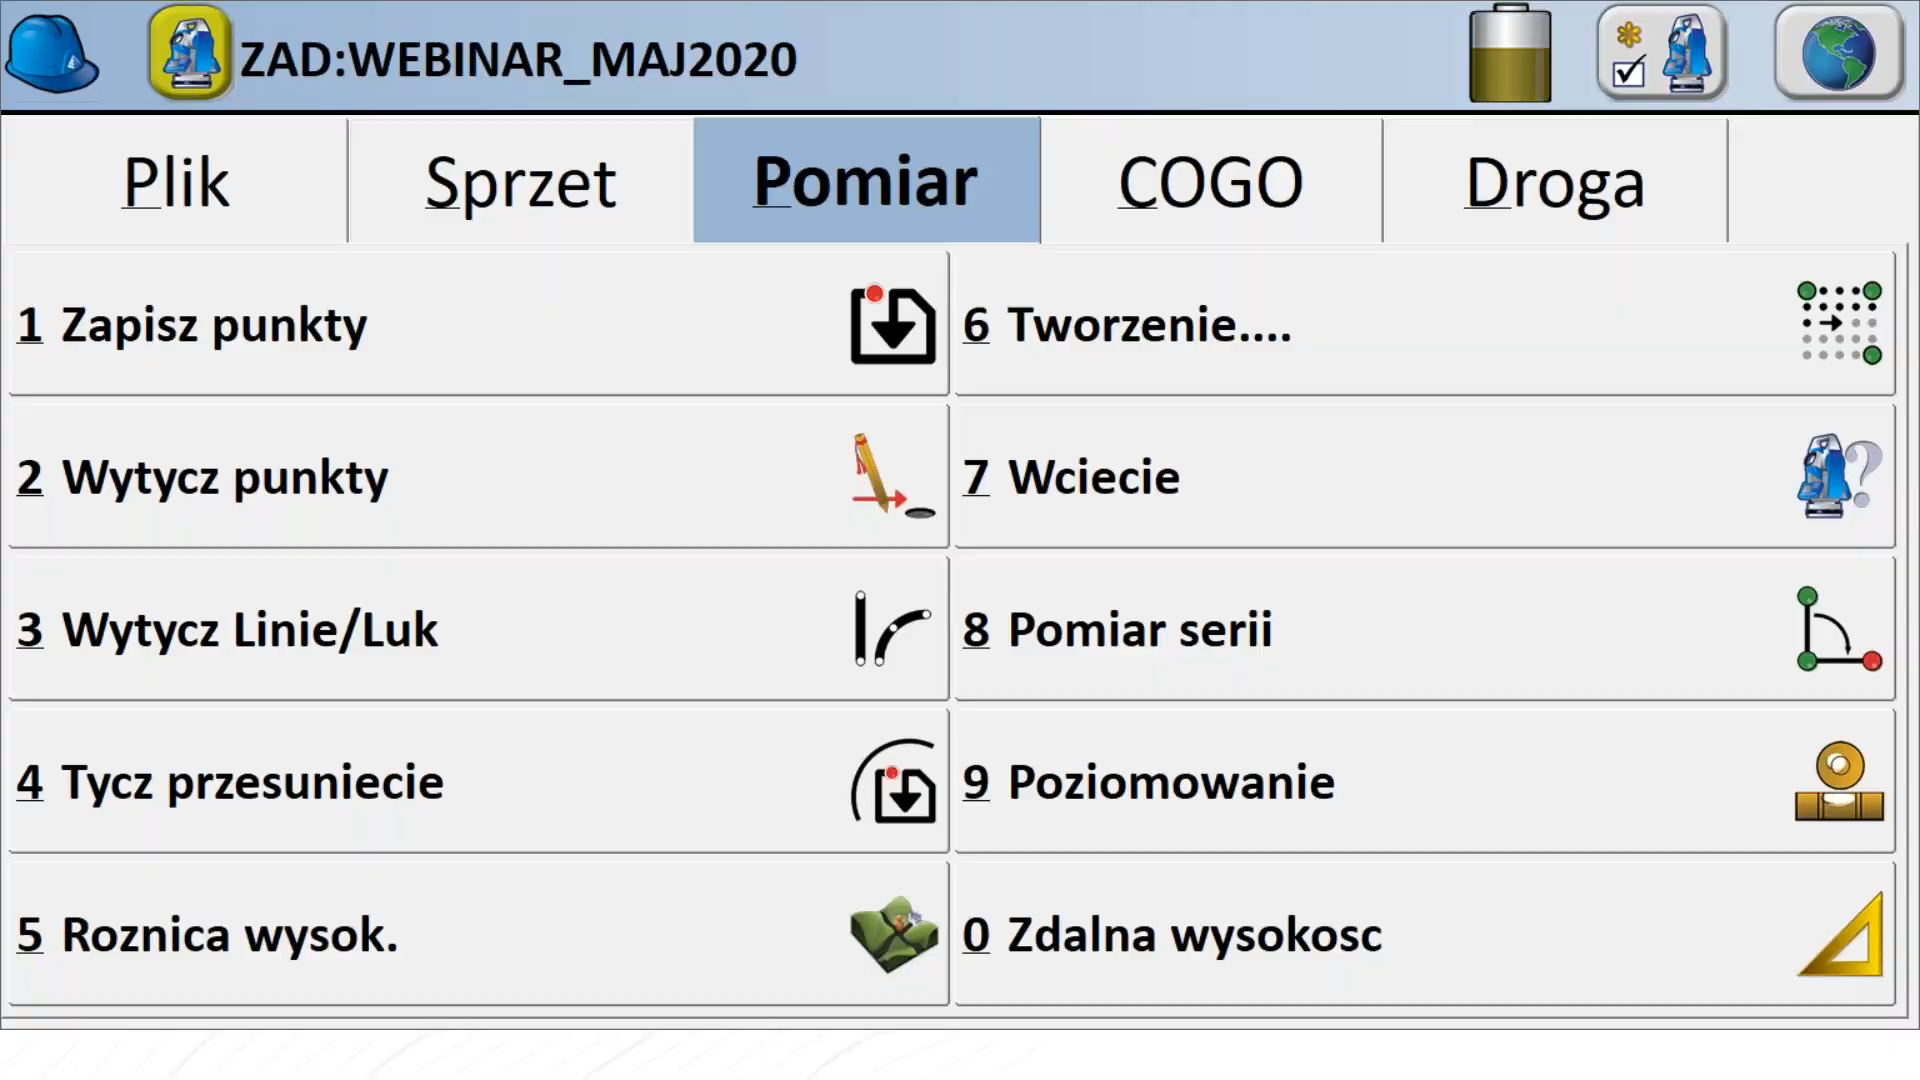 ZAD:WEBINAR_MAJ2020
Plik
Sprzet
Pomiar
COGO
Droga
1 Zapisz punkty
2 Wytycz punkty
3 Wytycz Linie/Luk
4 Tycz przesuniecie
5 Roznica wysok.
6 Tworzenie....
7 Wciecie
8 Pomiar serii
9 Poziomowanie
0 Zdalna wysokosc